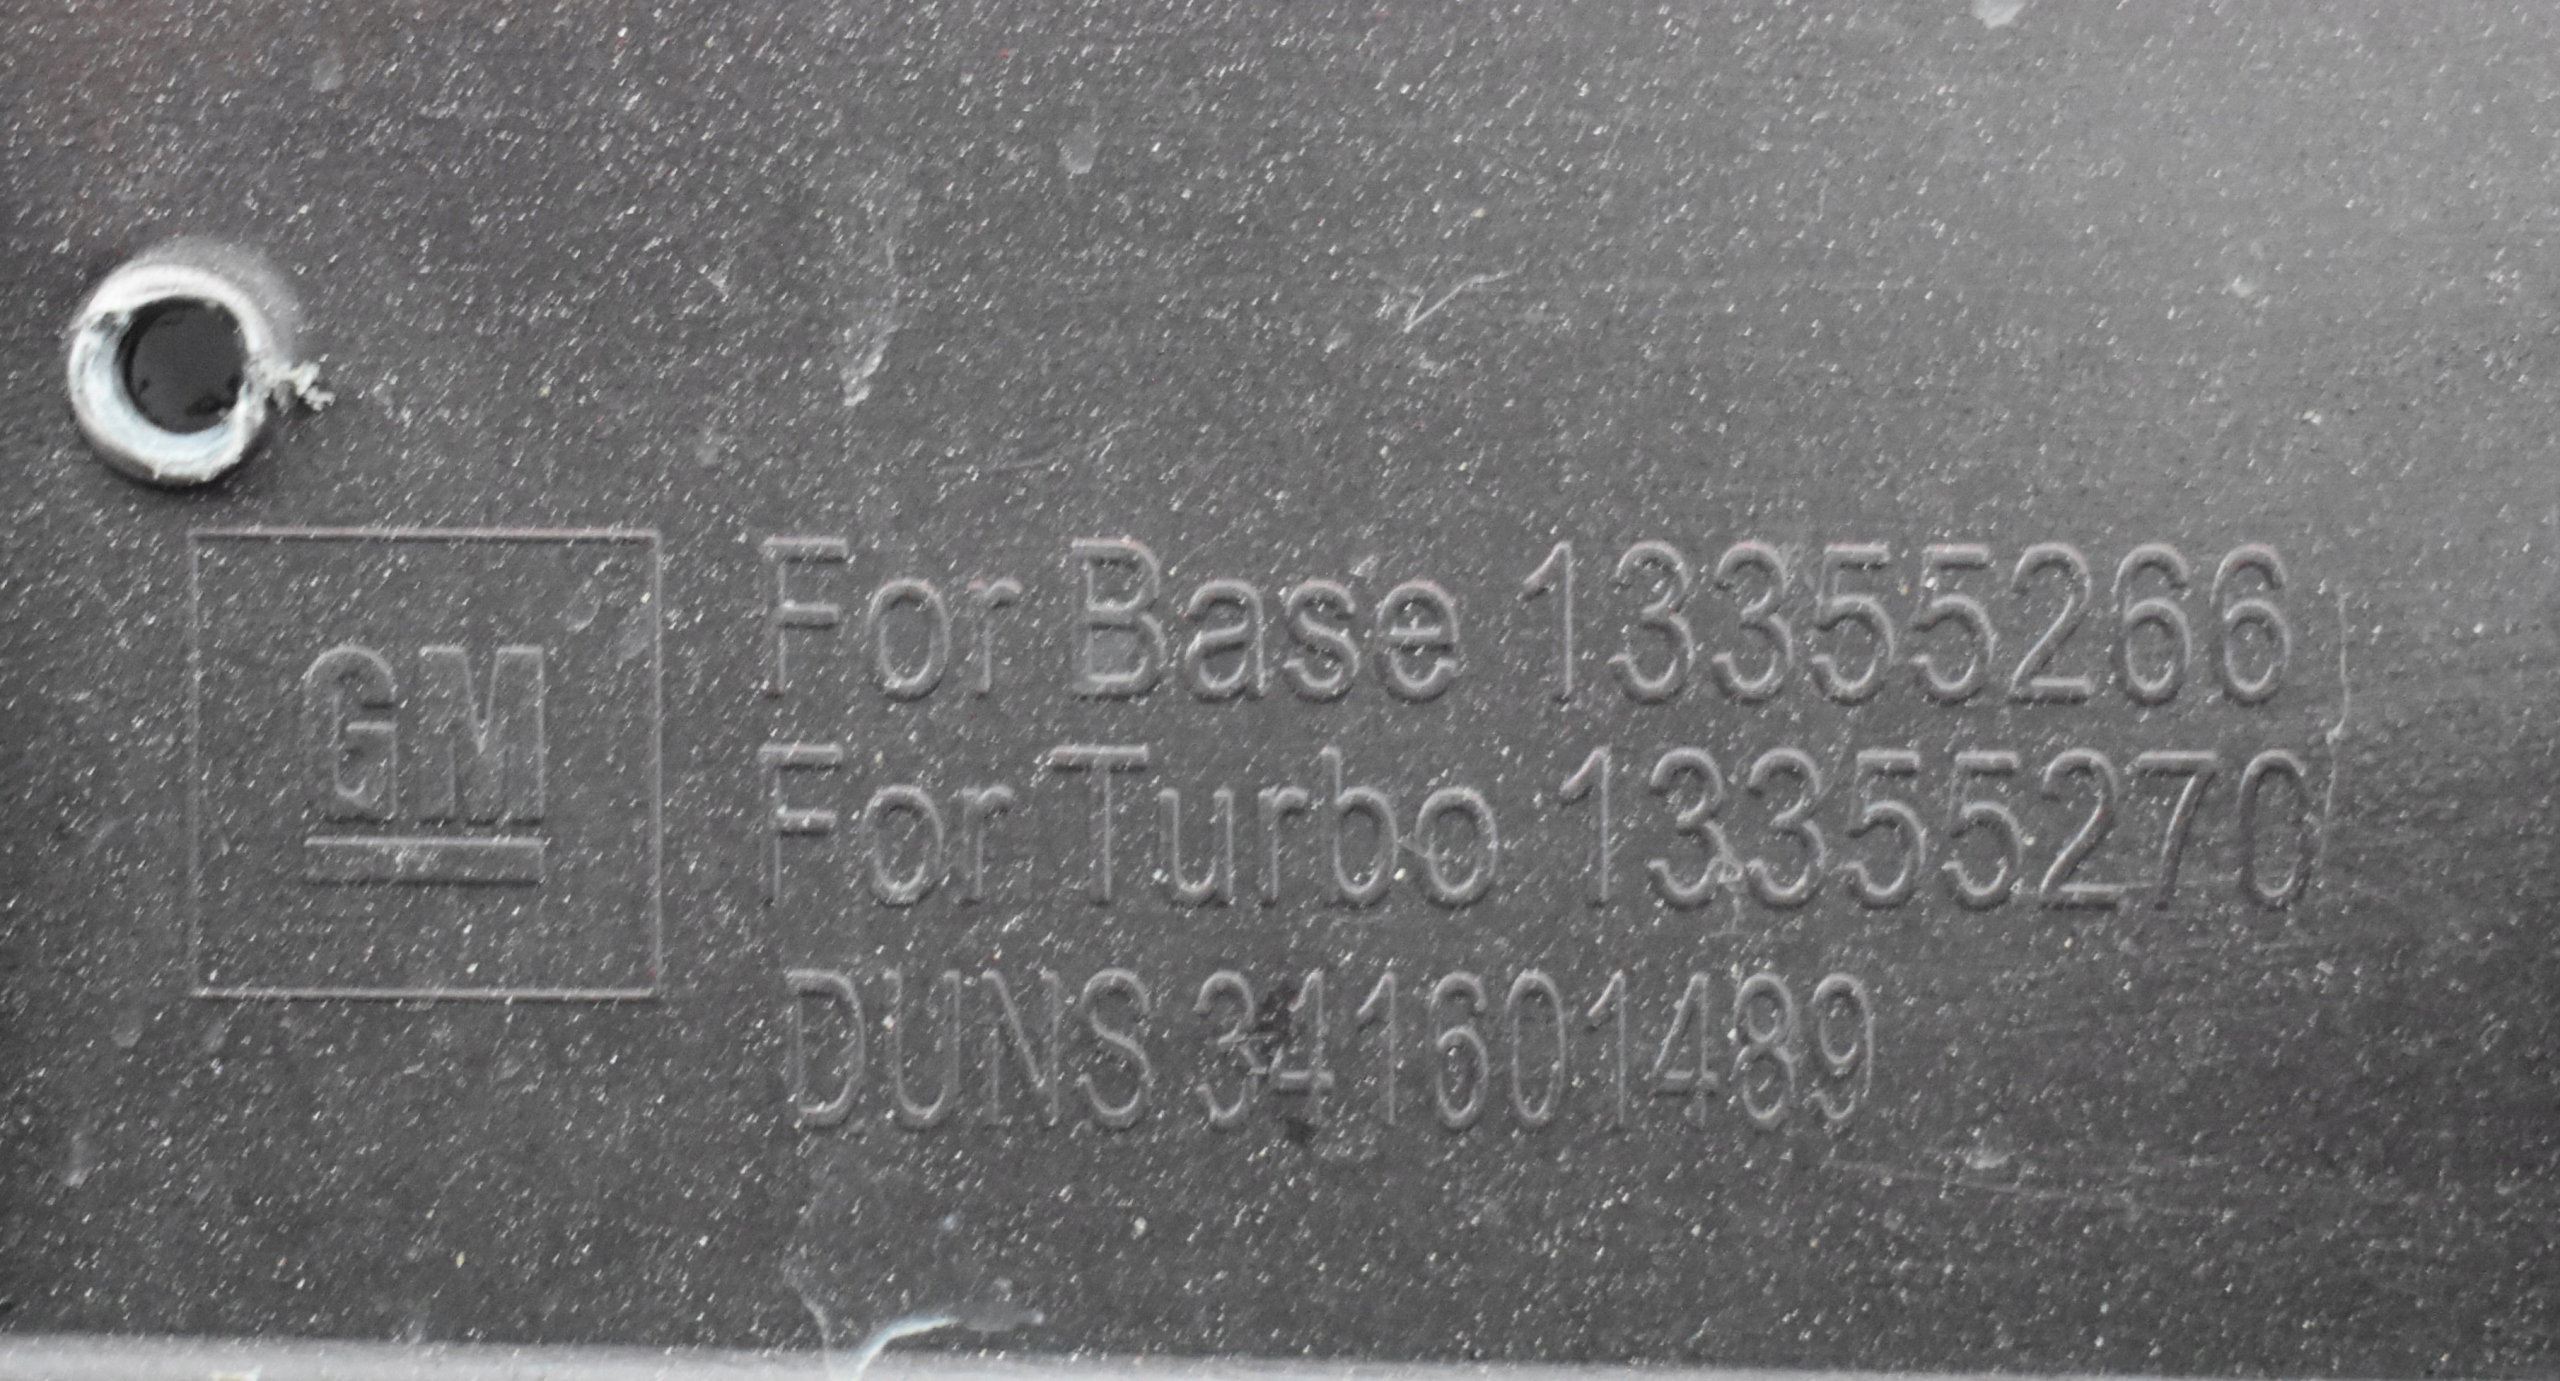 GM
For Base 13355266
For Turbo 13355270
DUNS 341601489